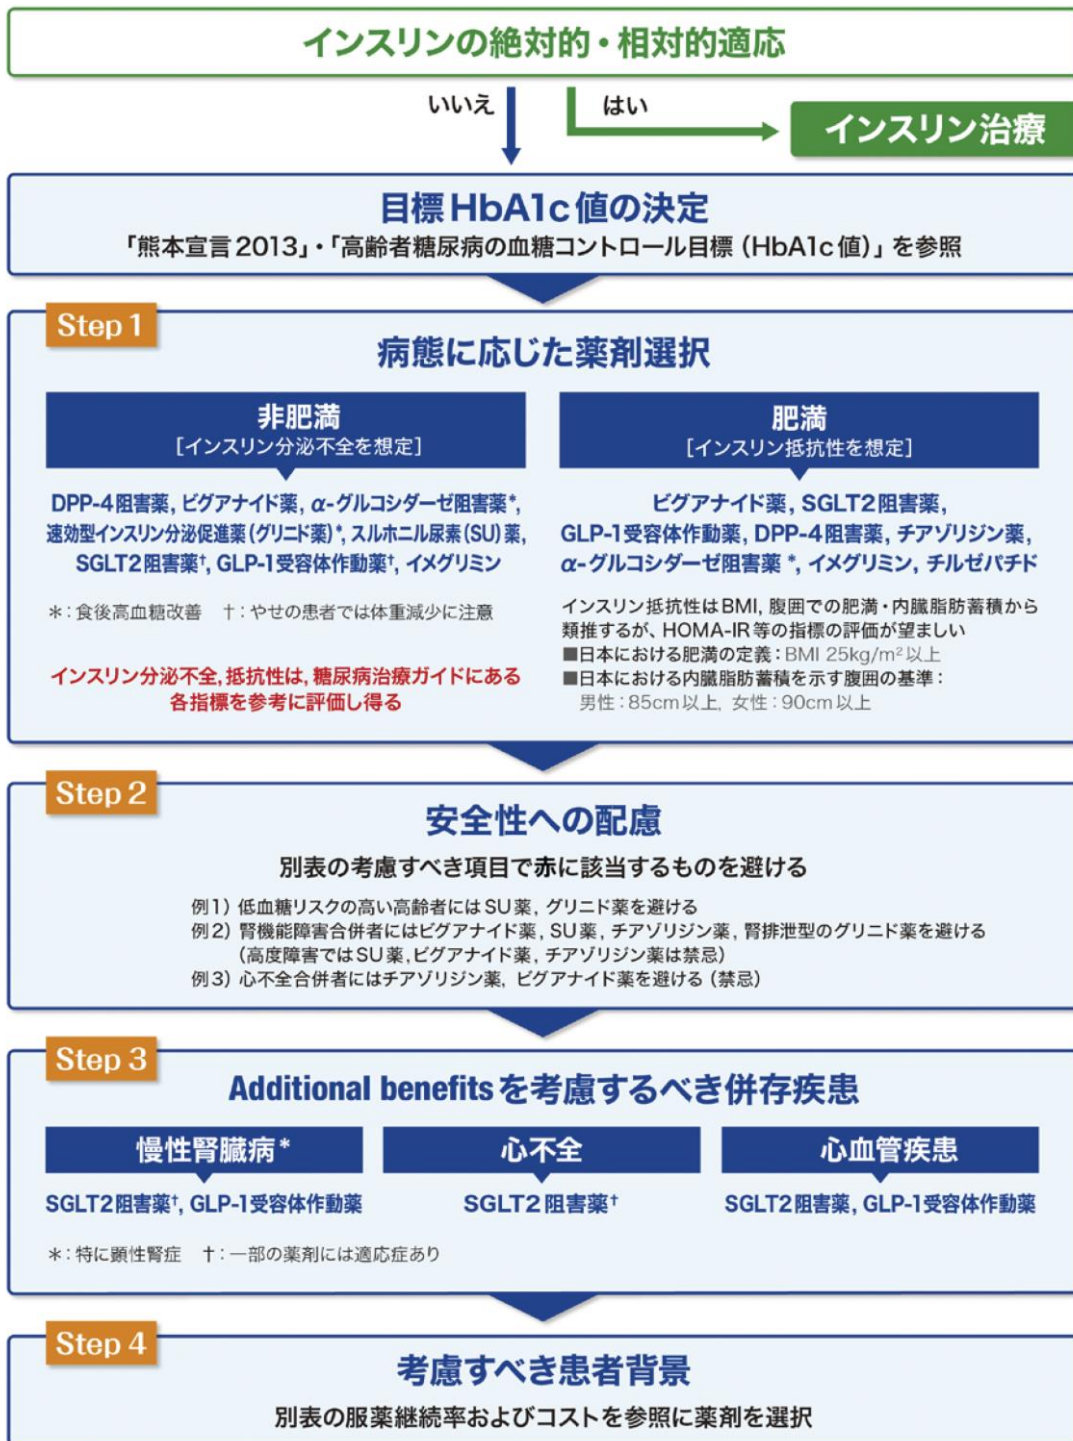 インスリンの絶対的・相対的適応
いいえ
はい
インスリン治療
目標HbA1c値の決定
「熊本宣言2013」・「高齢者糖尿病の血糖コントロール目標（HbA1c値）」を参照
Step 1
病態に応じた薬剤選択
非肥満
［インスリン分泌不全を想定］
DPP-4阻害薬, ビグアナイド薬, α-グルコシダーゼ阻害薬*,
速効型インスリン分泌促進薬（グリニド薬）*, スルホニル尿素（SU）薬,
SGLT2阻害薬†, GLP-1受容体作動薬†, イメグリミン
＊：食後高血糖改善　†：やせの患者では体重減少に注意
インスリン分泌不全, 抵抗性は, 糖尿病治療ガイドにある
各指標を参考に評価し得る
肥満
［インスリン抵抗性を想定］
ビグアナイド薬, SGLT2阻害薬,
GLP-1受容体作動薬, DPP-4阻害薬, チアゾリジン薬,
α-グルコシダーゼ阻害薬 *, イメグリミン, チルゼパチド
インスリン抵抗性はBMI, 腹囲での肥満・内臓脂肪蓄積から
類推するが、HOMA-IR等の指標の評価が望ましい
■日本における肥満の定義：BMI 25kg/m²以上
■日本における内臓脂肪蓄積を示す腹囲の基準：
男性：85cm以上, 女性：90cm以上
Step 2
安全性への配慮
別表の考慮すべき項目で赤に該当するものを避ける
例1）低血糖リスクの高い高齢者にはSU薬, グリニド薬を避ける
例2）腎機能障害合併者にはビグアナイド薬, SU薬, チアゾリジン薬, 腎排泄型のグリニド薬を避ける
（高度障害ではSU薬, ビグアナイド薬, チアゾリジン薬は禁忌）
例3）心不全合併者にはチアゾリジン薬, ビグアナイド薬を避ける（禁忌）
Step 3
Additional benefitsを考慮するべき併存疾患
慢性腎臓病*
SGLT2阻害薬†, GLP-1受容体作動薬
心不全
SGLT2阻害薬†
心血管疾患
SGLT2阻害薬, GLP-1受容体作動薬
＊：特に顕性腎症　†：一部の薬剤には適応症あり
Step 4
考慮すべき患者背景
別表の服薬継続率およびコストを参照に薬剤を選択